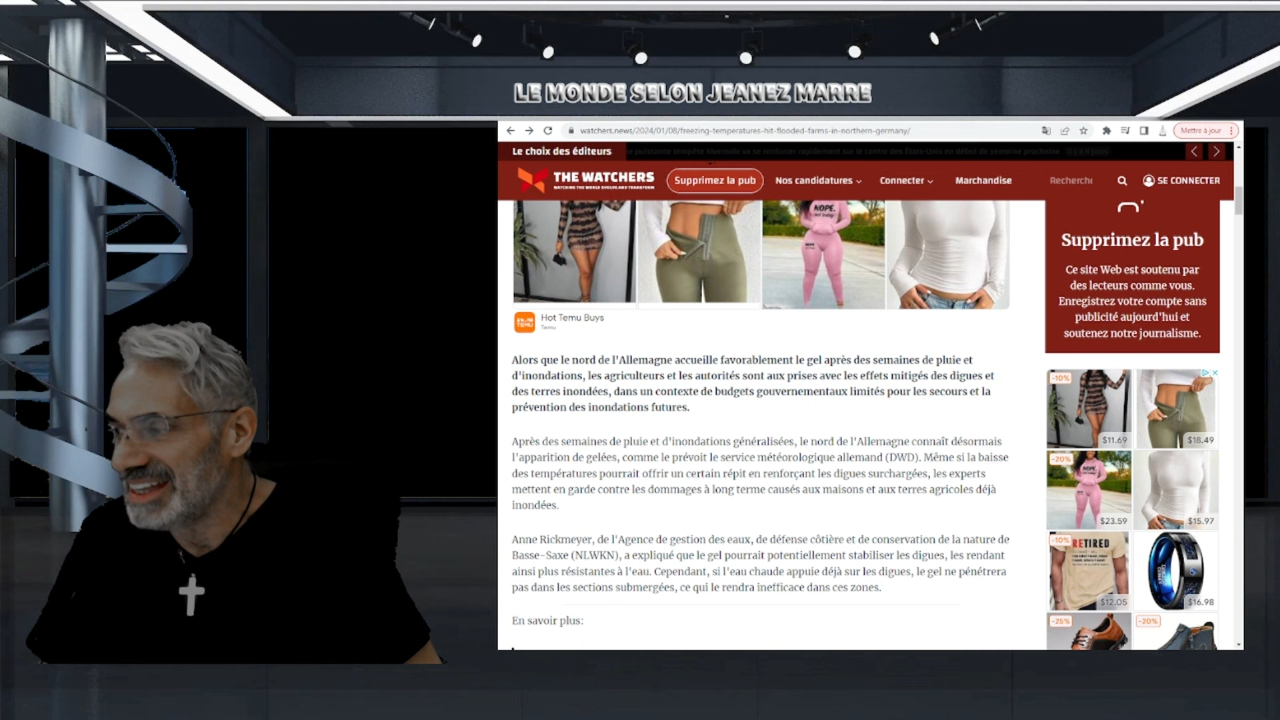 LE MONDE SELON JEANEZ MARRE
watchers.news/2024/01/08/freezing-temperatures-hit-flooded-farms-in-northern-germany/
Mettre à jour
Le choix des éditeurs
THE WATCHERS
WATCHING THE WORLD EVOLVE AND TRANSFORM
Supprimez la pub
Nos candidatures
Connecter
Marchandise
Recherche
SE CONNECTER
NOPE.
Hot Temu Buys
Temu
Alors que le nord de l'Allemagne accueille favorablement le gel après des semaines de pluie et
d'inondations, les agriculteurs et les autorités sont aux prises avec les effets mitigés des digues et
des terres inondées, dans un contexte de budgets gouvernementaux limités pour les secours et la
prévention des inondations futures.
Après des semaines de pluie et d'inondations généralisées, le nord de l'Allemagne connaît désormais
l'apparition de gelées, comme le prévoit le service météorologique allemand (DWD). Même si la baisse
des températures pourrait offrir un certain répit en renforçant les digues surchargées, les experts
mettent en garde contre les dommages à long terme causés aux maisons et aux terres agricoles déjà
inondées.
Anne Rickmeyer, de l'Agence de gestion des eaux, de défense côtière et de conservation de la nature de
Basse-Saxe (NLWKN), a expliqué que le gel pourrait potentiellement stabiliser les digues, les rendant
ainsi plus résistantes à l'eau. Cependant, si l'eau chaude appuie déjà sur les digues, le gel ne pénétrera
pas dans les sections submergées, ce qui le rendra inefficace dans ces zones.
En savoir plus:
Supprimez la pub
Ce site Web est soutenu par
des lecteurs comme vous.
Enregistrez votre compte sans
publicité aujourd'hui et
soutenez notre journalisme.
-10%
$11.69
$18.49
-20%
NOPE.
$23.59
$15.97
-10%
RETIRED
$12.05
$16.98
-25%
-20%